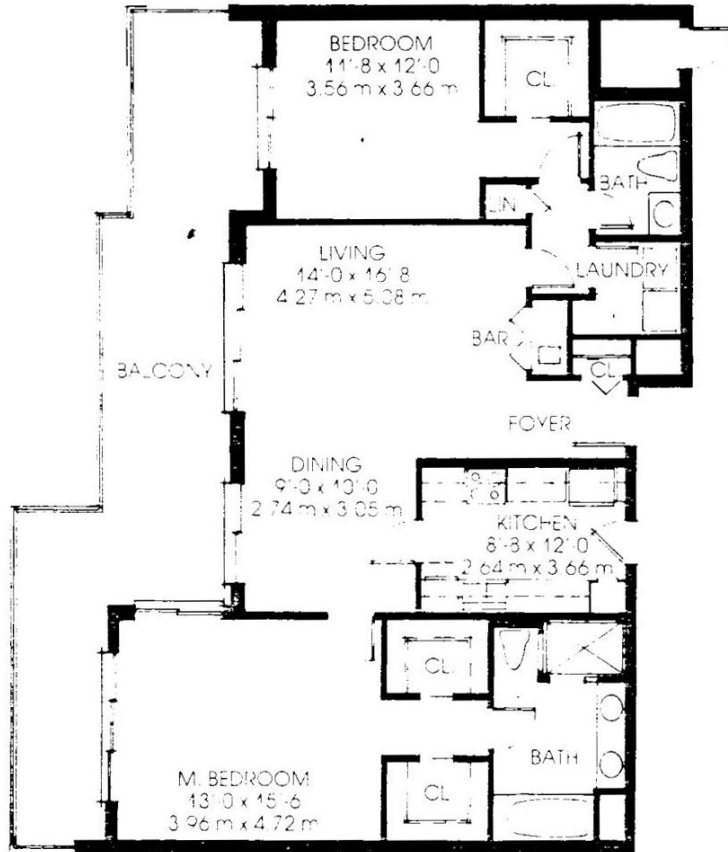 BEDROOM
11'-8 x 12'-0
3.56 m x 3.66 m
CL
BATH
LIN
LIVING
14'-0 x 16'-8
4.27 m x 5.08 m
LAUNDRY
BAR
CL
BALCONY
FOYER
DINING
9'-0 x 10'-0
2.74 m x 3.05 m
KITCHEN
8'-8 x 12'-0
2.64 m x 3.66 m
CL
BATH
M. BEDROOM
13'-0 x 15'-6
3.96 m x 4.72 m
CL